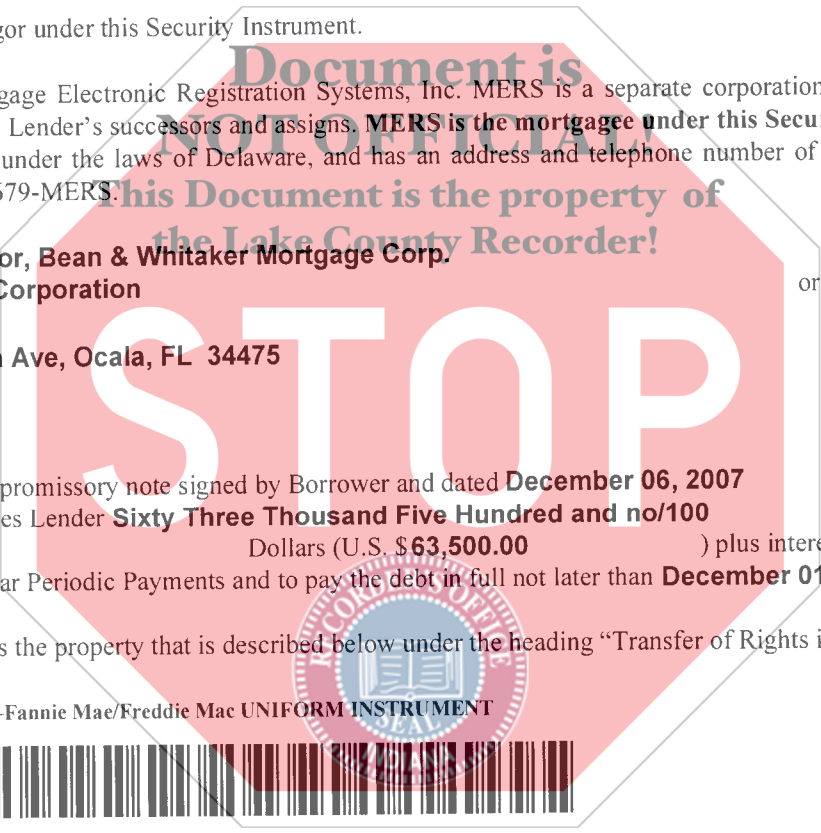 gor under this Security Instrument.
Document is
gage Electronic Registration Systems, Inc. MERS is a separate corporation
NOT OFFICIAL!
Lender's successors and assigns. MERS is the mortgagee under this Secu
under the laws of Delaware, and has an address and telephone number of
679-MERS.
This Document is the property of
the Lake County Recorder!
or, Bean & Whitaker Mortgage Corp.
Corporation
or
Ave, Ocala, FL 34475
STOP
promissory note signed by Borrower and dated December 06, 2007
es Lender Sixty Three Thousand Five Hundred and no/100
Dollars (U.S. $63,500.00 ) plus intere
ar Periodic Payments and to pay the debt in full not later than December 01
s the property that is described below under the heading “Transfer of Rights i
-Fannie Mae/Freddie Mac UNIFORM INSTRUMENT
RECORDER'S OFFICE
SEAL
INDIANA